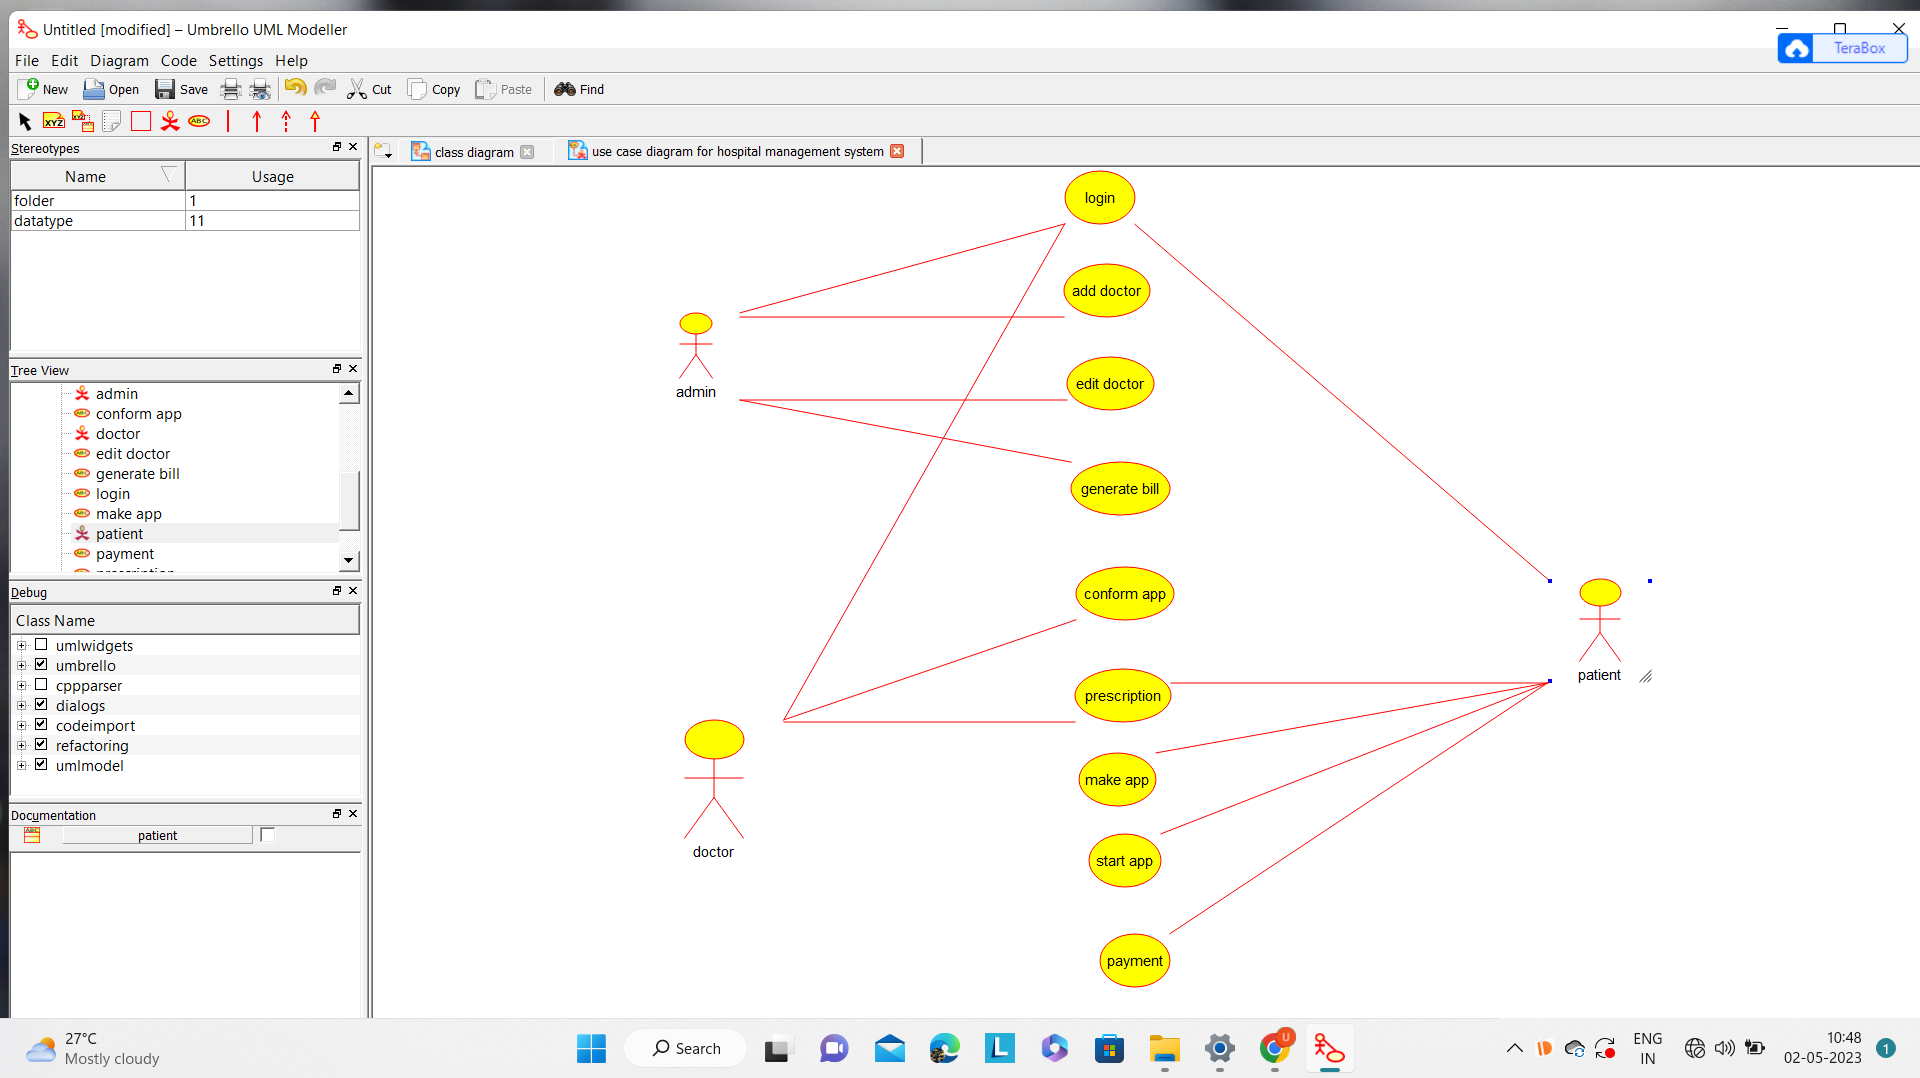 Untitled [modified] – Umbrello UML Modeller
TeraBox
File Edit Diagram Code Settings Help
New Open Save Cut Copy Paste Find
XYZ ABC
Stereotypes
class diagram
use case diagram for hospital management system
Name Usage
folder 1
datatype 11
Tree View
admin
conform app
doctor
edit doctor
generate bill
login
make app
patient
payment
Debug
Class Name
umlwidgets
umbrello
cppparser
dialogs
codeimport
refactoring
umlmodel
Documentation
patient
login
add doctor
admin
edit doctor
generate bill
conform app
patient
prescription
make app
doctor
start app
payment
27°C
Mostly cloudy
Search
ENG
IN
10:48
02-05-2023
1